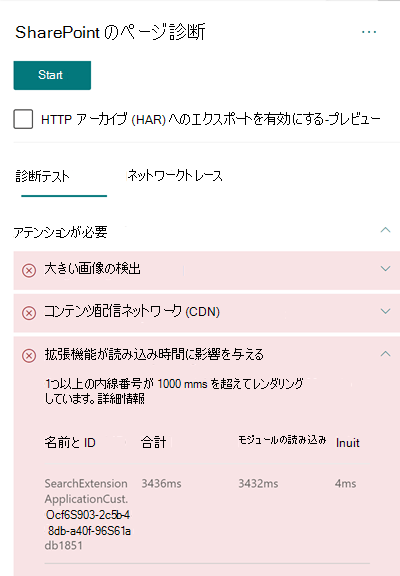 SharePoint のページ診断
Start
HTTP アーカイブ (HAR) へのエクスポートを有効にする-プレビュー
診断テスト ネットワークトレース
アテンションが必要
大きい画像の検出
コンテンツ配信ネットワーク (CDN)
拡張機能が読み込み時間に影響を与える
1つ以上の内線番号が 1000 mms を超えてレンダリング
しています。詳細情報
名前と ID 合計 モジュールの読み込み Inuit
SearchExtension 3436ms 3432ms 4ms
ApplicationCust.
Ocf6S903-2c5b-4
8db-a40f-96S61a
db1851